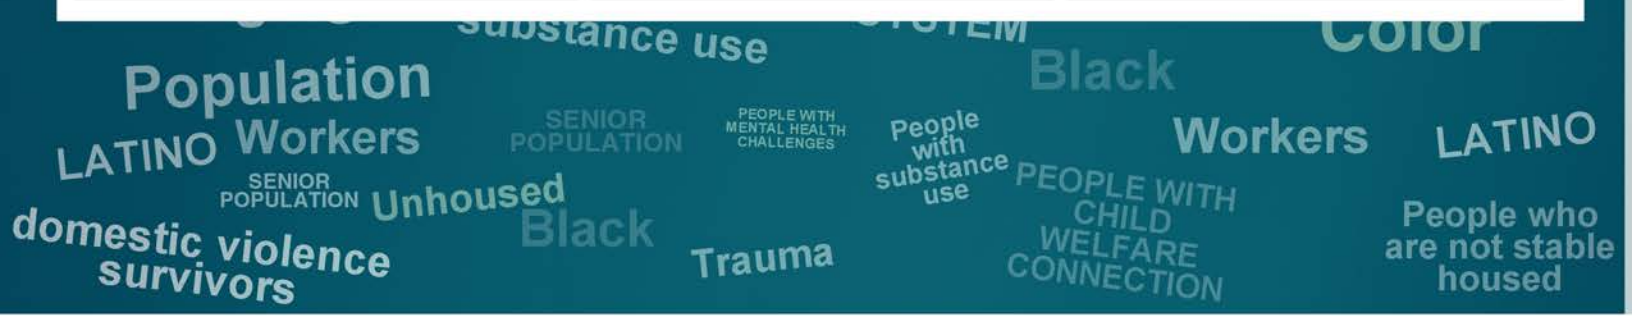 substance use
SYSTEM
Color
Population
Black
LATINO
Workers
SENIOR
POPULATION
PEOPLE WITH
MENTAL HEALTH
CHALLENGES
People
with
substance
use
Workers
LATINO
SENIOR
POPULATION
Unhoused
PEOPLE WITH
CHILD
WELFARE
CONNECTION
People who
are not stable
housed
domestic violence
survivors
Black
Trauma